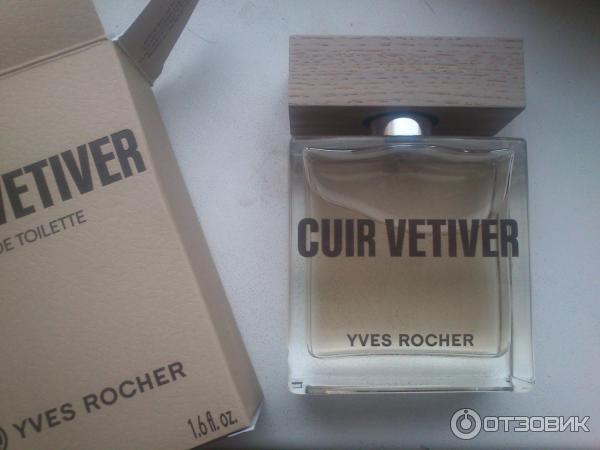 VETIVER
DE TOILETTE
YVES ROCHER
1.6 fl. oz.
CUIR VETIVER
YVES ROCHER
ОТЗОВИК